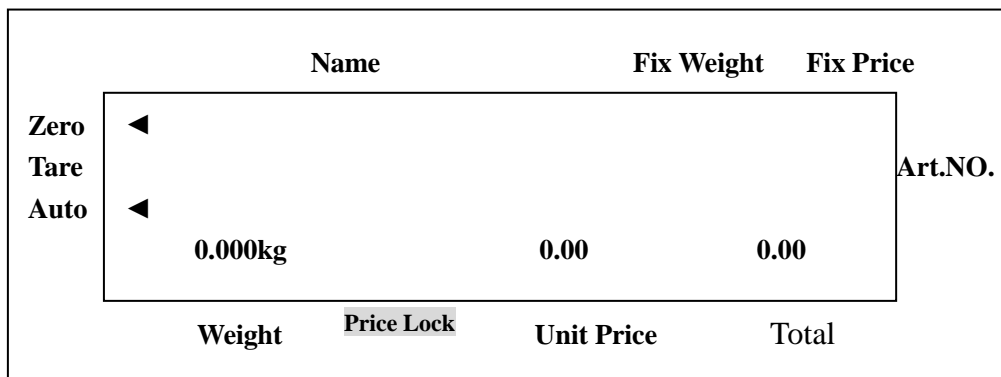 Name Fix Weight Fix Price
Zero ◄
Tare Art.NO.
Auto ◄
0.000kg 0.00 0.00
Weight Price Lock Unit Price Total